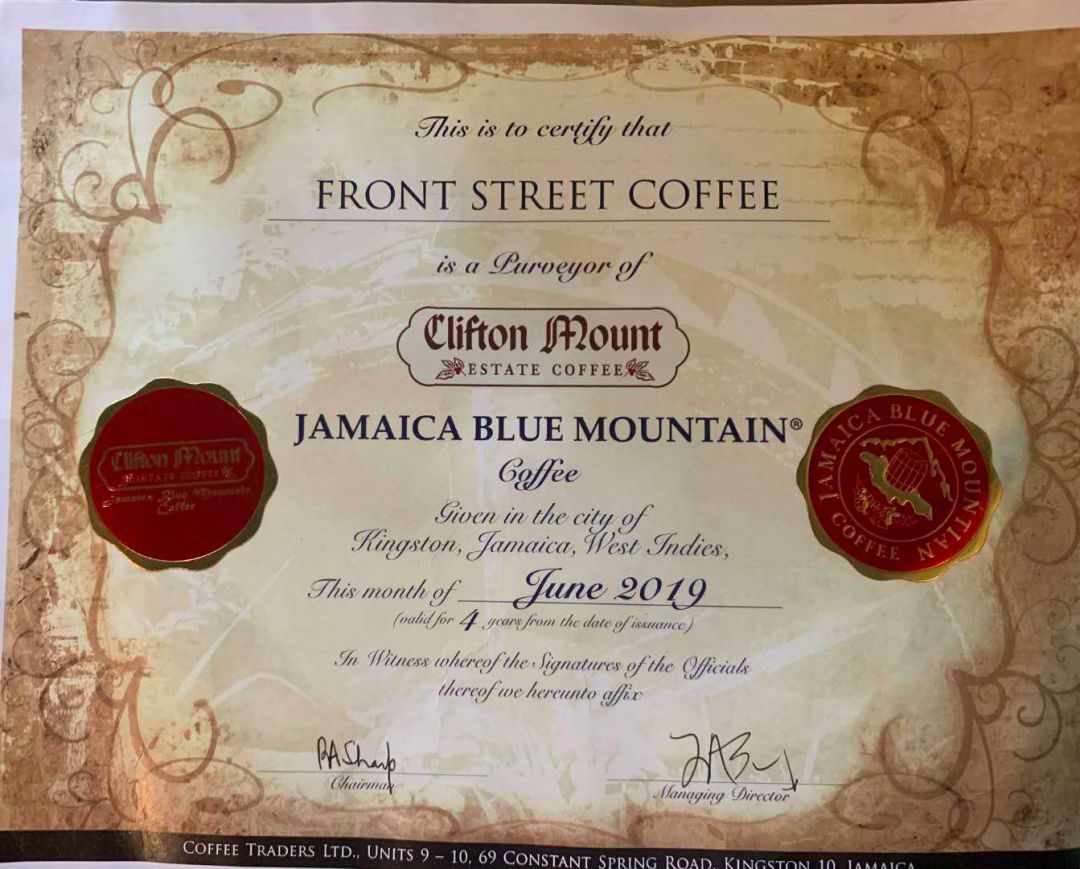 This is to certify that
FRONT STREET COFFEE
is a Purveyor of
Clifton Mount
ESTATE COFFEE
JAMAICA BLUE MOUNTAIN®
Coffee
Given in the city of
Kingston, Jamaica, West Indies,
This month of June 2019
(valid for 4 years from the date of issuance)
In Witness whereof the Signatures of the Officials
thereof we hereunto affix
Clifton Mount
ESTATE COFFEE
Jamaica Blue Mountain
Coffee
JAMAICA BLUE MOUNTIAN
COFFEE
RA Sharp
Chairman
Managing Director
COFFEE TRADERS LTD., UNITS 9 – 10, 69 CONSTANT SPRING ROAD, KINGSTON 10, JAMAICA